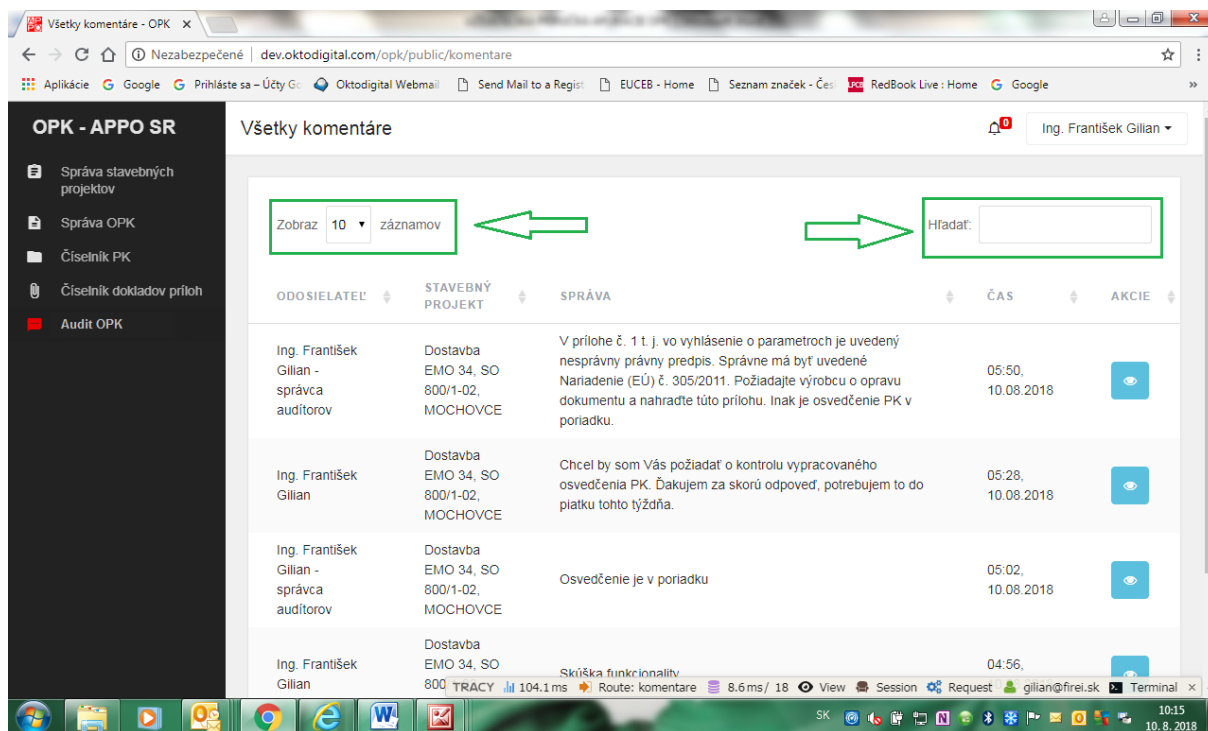 Všetky komentáre - OPK
Nezabezpečené | dev.oktodigital.com/opk/public/komentare
Aplikácie Google Prihláste sa – Účty Go Oktodigital Webmail Send Mail to a Regist EUCEB - Home Seznam značek - Čes RedBook Live : Home Google »
OPK - APPO SR
Všetky komentáre
0
Ing. František Gilian
Správa stavebných
projektov
Správa OPK
Číselník PK
Číselník dokladov príloh
Audit OPK
Zobraz 10 záznamov
Hľadať:
ODOSIELATEĽ
STAVEBNÝ
PROJEKT
SPRÁVA
ČAS
AKCIE
Ing. František
Gilian -
správca
audítorov
Dostavba
EMO 34, SO
800/1-02,
MOCHOVCE
V prílohe č. 1 t. j. vo vyhlásenie o parametroch je uvedený
nesprávny právny predpis. Správne má byť uvedené
Nariadenie (EÚ) č. 305/2011. Požiadajte výrobcu o opravu
dokumentu a nahraďte túto prílohu. Inak je osvedčenie PK v
poriadku.
05:50,
10.08.2018
Ing. František
Gilian
Dostavba
EMO 34, SO
800/1-02,
MOCHOVCE
Chcel by som Vás požiadať o kontrolu vypracovaného
osvedčenia PK. Ďakujem za skorú odpoveď, potrebujem to do
piatku tohto týždňa.
05:28,
10.08.2018
Ing. František
Gilian -
správca
audítorov
Dostavba
EMO 34, SO
800/1-02,
MOCHOVCE
Osvedčenie je v poriadku
05:02,
10.08.2018
Ing. František
Gilian
Dostavba
EMO 34, SO
800
Skúška funkcionality
04:56,
TRACY 104.1 ms Route: komentare 8.6 ms / 18 View Session Request gilian@firei.sk Terminal ×
SK
10:15
10. 8. 2018